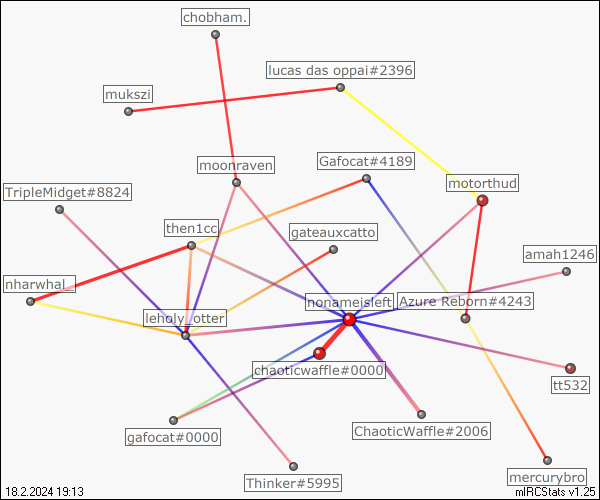 chobham.
lucas das oppai#2396
mukszi
Gafocat#4189
moonraven
motorthud
TripleMidget#8824
then1cc
gateauxcatto
amah1246
nharwhal_
nonameisleft
Azure Reborn#4243
leholy_otter
chaoticwaffle#0000
tt532
gafocat#0000
ChaoticWaffle#2006
Thinker#5995
mercurybro
18.2.2024 19:13
mIRCStats v1.25